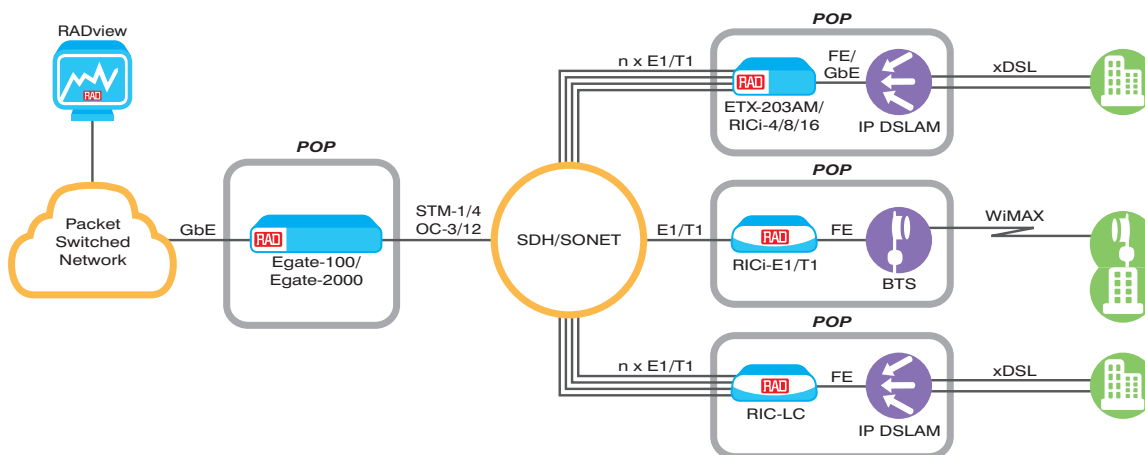 RADview
RAD
Packet
Switched
Network
GbE
POP
RAD
Egate-100/
Egate-2000
STM-1/4
OC-3/12
SDH/SONET
n x E1/T1
POP
RAD
ETX-203AM/
RICi-4/8/16
FE/
GbE
IP DSLAM
xDSL
E1/T1
POP
RAD
RICi-E1/T1
FE
BTS
WiMAX
n x E1/T1
POP
RAD
RIC-LC
FE
IP DSLAM
xDSL